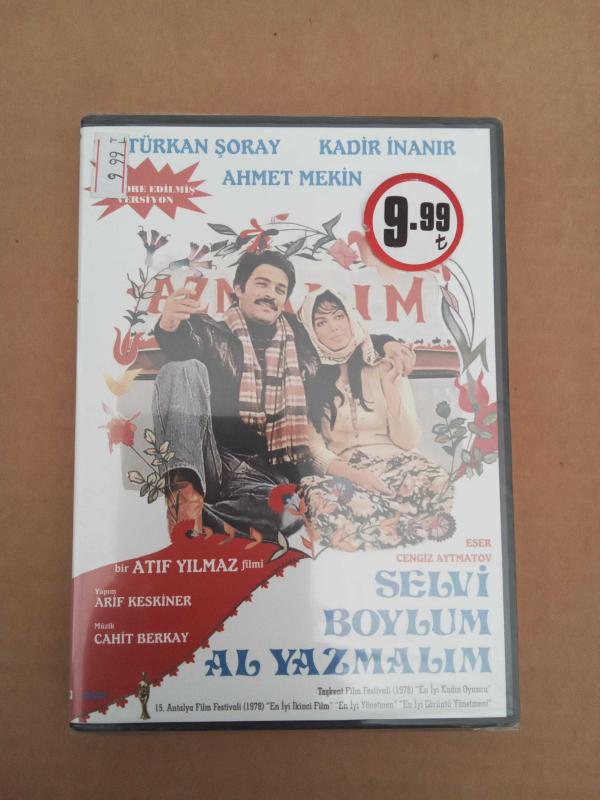 9.99 T
TÜRKAN ŞORAY KADİR İNANIR
AHMET MEKİN
EDİLMİŞ
VERSİYON
9.99
₺
AZMALIM
ESER
CENGİZ AYTMATOV
bir ATIF YILMAZ filmi
SELVİ
BOYLUM
AL YAZMALIM
Yapım
ARİF KESKİNER
Müzik
CAHİT BERKAY
Taşkent Film Festivali (1978) "En İyi Kadın Oyuncu"
15. Antalya Film Festivali (1978) "En İyi İkinci Film" "En İyi Yönetmen" "En İyi Görüntü Yönetmeni"